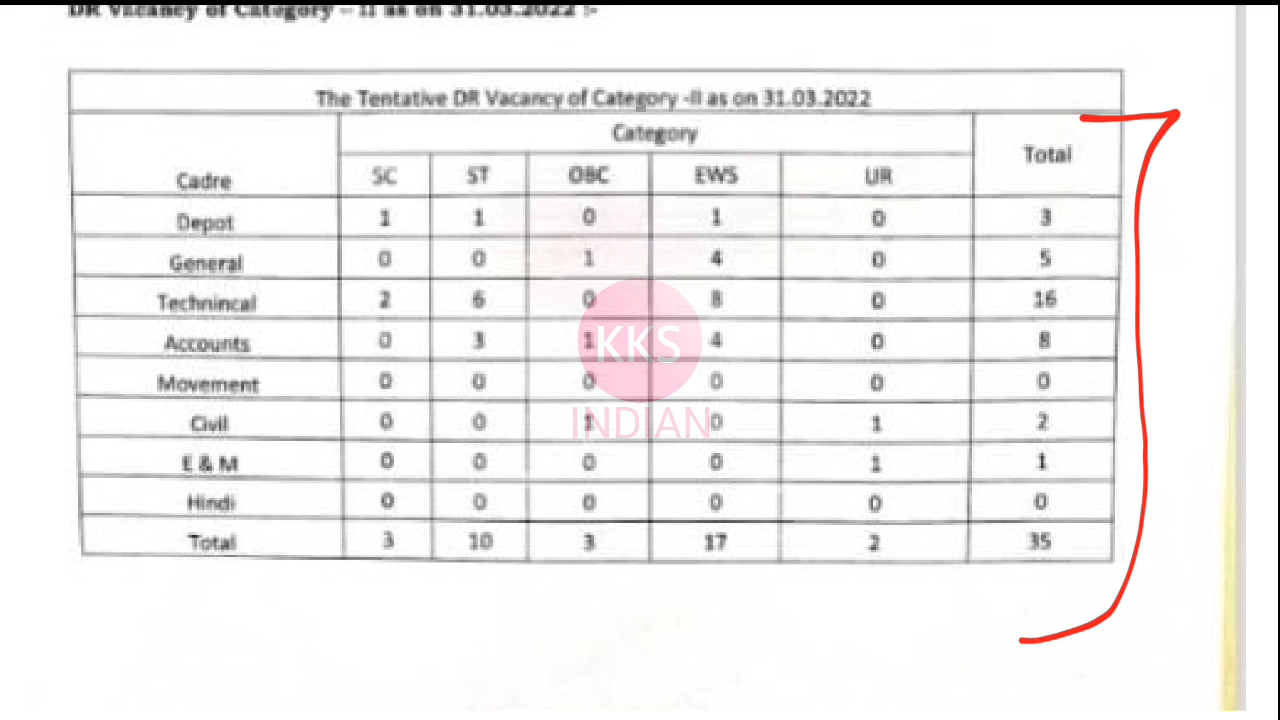 DR Vacancy of Category – II as on 31.03.2022 :-
The Tentative DR Vacancy of Category -II as on 31.03.2022
Cadre Category Total
SC ST OBC EWS UR
Depot 1 1 0 1 0 3
General 0 0 1 4 0 5
Technincal 2 6 0 8 0 16
Accounts 0 3 1 4 0 8
Movement 0 0 0 0 0 0
Civil 0 0 1 0 1 2
E & M 0 0 0 0 1 1
Hindi 0 0 0 0 0 0
Total 3 10 3 17 2 35
KKS
INDIAN